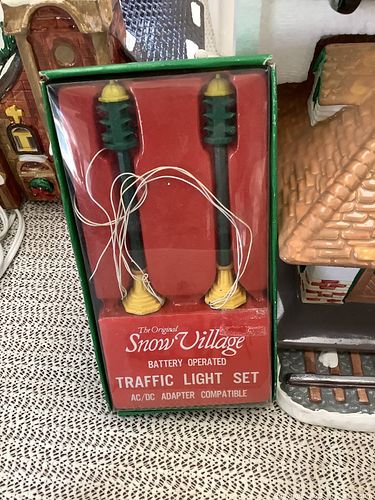 The Original
Snow Village
BATTERY OPERATED
TRAFFIC LIGHT SET
AC/DC ADAPTER COMPATIBLE